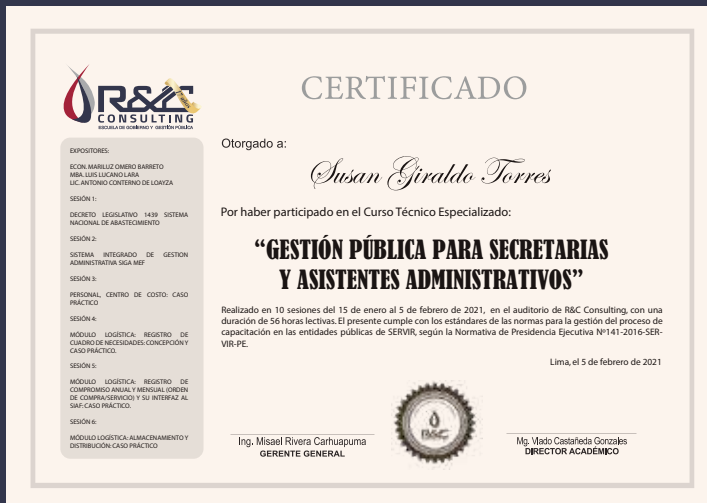 R&C
CONSULTING
ESCUELA DE GOBIERNO Y GESTIÓN PÚBLICA
EXPOSITORES:
ECON. MARILUZ OMERO BARRETO
MBA. LUIS LUCANO LARA
LIC. ANTONIO CONTERNO DE LOAYZA
SESIÓN 1:
DECRETO LEGISLATIVO 1439 SISTEMA
NACIONAL DE ABASTECIMIENTO
SESIÓN 2:
SISTEMA INTEGRADO DE GESTION
ADMINISTRATIVA SIGA MEF
SESIÓN 3:
PERSONAL, CENTRO DE COSTO: CASO
PRÁCTICO
SESIÓN 4:
MÓDULO LOGÍSTICA: REGISTRO DE
CUADRO DE NECESIDADES: CONCEPCIÓN Y
CASO PRÁCTICO.
SESIÓN 5:
MÓDULO LOGÍSTICA: REGISTRO DE
COMPROMISO ANUAL Y MENSUAL (ORDEN
DE COMPRA/SERVICIO) Y SU INTERFAZ AL
SIAF: CASO PRÁCTICO.
SESIÓN 6:
MÓDULO LOGÍSTICA: ALMACENAMIENTO Y
DISTRIBUCIÓN: CASO PRÁCTICO
CERTIFICADO
Otorgado a:
Susan Giraldo Torres
Por haber participado en el Curso Técnico Especializado:
“GESTIÓN PÚBLICA PARA SECRETARIAS
Y ASISTENTES ADMINISTRATIVOS”
Realizado en 10 sesiones del 15 de enero al 5 de febrero de 2021, en el auditorio de R&C Consulting, con una
duración de 56 horas lectivas. El presente cumple con los estándares de las normas para la gestión del proceso de
capacitación en las entidades públicas de SERVIR, según la Normativa de Presidencia Ejecutiva Nº141-2016-SER-
VIR-PE.
Lima, el 5 de febrero de 2021
Ing. Misael Rivera Carhuapuma
GERENTE GENERAL
R&C
Mg. Vlado Castañeda Gonzales
DIRECTOR ACADÉMICO